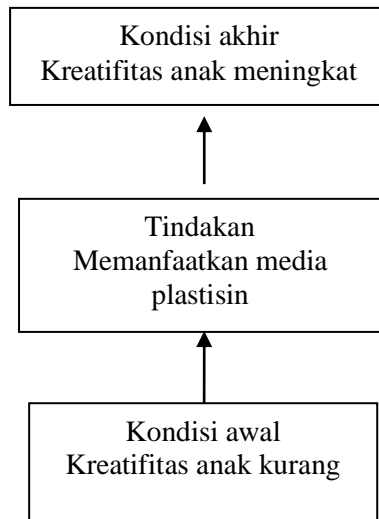 Kondisi akhir
Kreatifitas anak meningkat
Tindakan
Memanfaatkan media
plastisin
Kondisi awal
Kreatifitas anak kurang